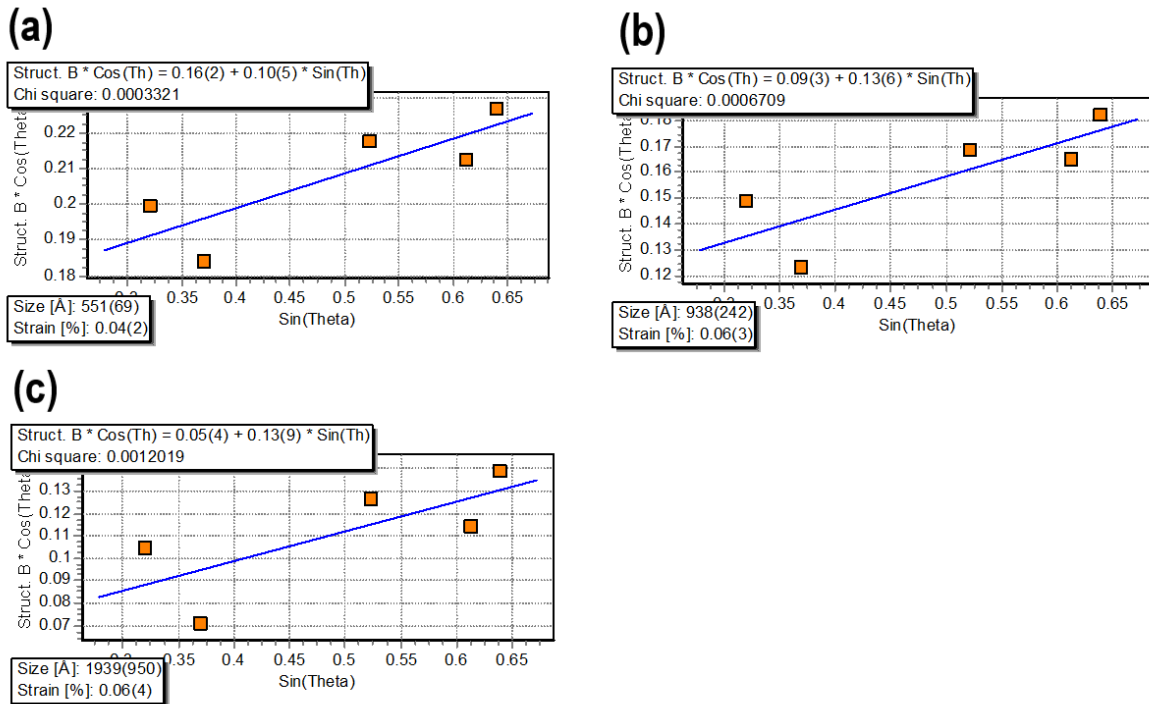 (a)
Struct. B * Cos(Th) = 0.16(2) + 0.10(5) * Sin(Th)
Chi square: 0.0003321
Struct. B * Cos(Theta
0.22
0.21
0.2
0.19
0.18
0.35
0.4
0.45
0.5
0.55
0.6
0.65
Sin(Theta)
Size [Å]: 551(69)
Strain [%]: 0.04(2)
(b)
Struct. B * Cos(Th) = 0.09(3) + 0.13(6) * Sin(Th)
Chi square: 0.0006709
Struct. B * Cos(Theta
0.18
0.17
0.16
0.15
0.14
0.13
0.12
0.35
0.4
0.45
0.5
0.55
0.6
0.65
Sin(Theta)
Size [Å]: 938(242)
Strain [%]: 0.06(3)
(c)
Struct. B * Cos(Th) = 0.05(4) + 0.13(9) * Sin(Th)
Chi square: 0.0012019
Struct. B * Cos(Theta
0.13
0.12
0.11
0.1
0.09
0.08
0.07
0.35
0.4
0.45
0.5
0.55
0.6
0.65
Sin(Theta)
Size [Å]: 1939(950)
Strain [%]: 0.06(4)